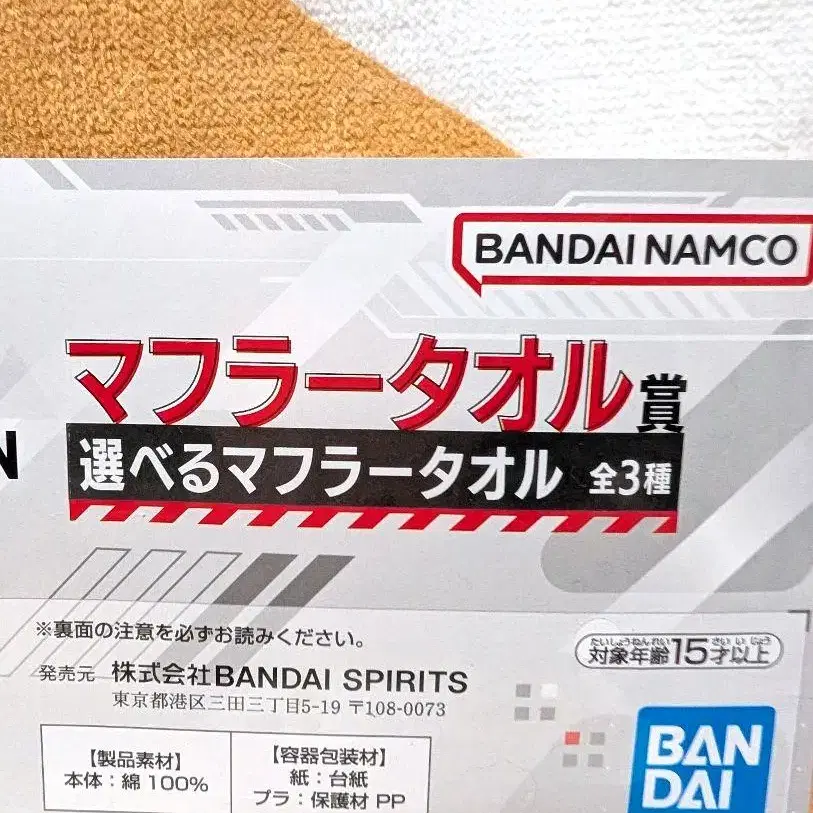 BANDAI NAMCO
マフラータオル賞
N
選べるマフラータオル 全3種
※裏面の注意を必ずお読みください。
たいしょうねんれい さい いじょう
対象年齢15才以上
発売元 株式会社BANDAI SPIRITS
東京都港区三田三丁目5-19 〒108-0073
【製品素材】
本体：綿 100%
【容器包装材】
紙：台紙
プラ：保護材 PP
BAN
DAI